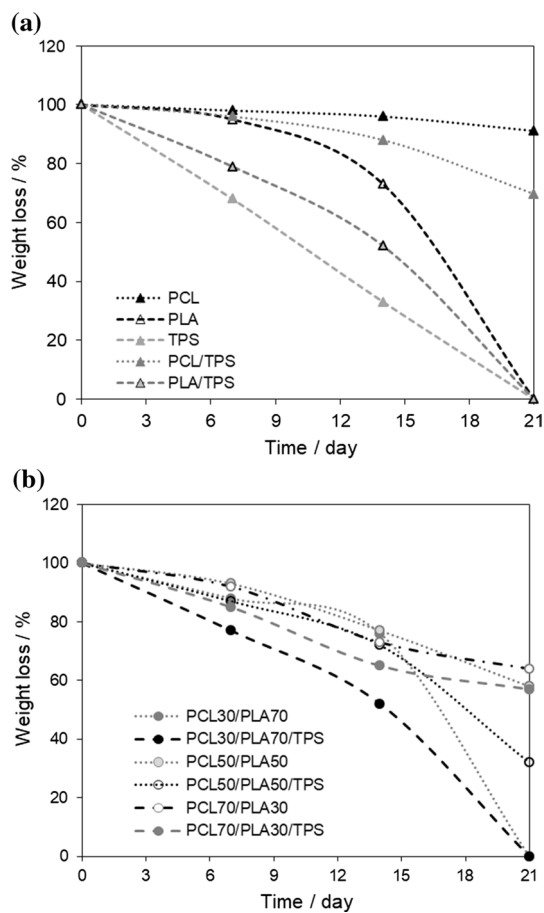 (a)
120
100
80
60
40
20
0
Weight loss / %
PCL
PLA
TPS
PCL/TPS
PLA/TPS
0 3 6 9 12 15 18 21
Time / day
(b)
120
100
80
60
40
20
0
Weight loss / %
PCL30/PLA70
PCL30/PLA70/TPS
PCL50/PLA50
PCL50/PLA50/TPS
PCL70/PLA30
PCL70/PLA30/TPS
0 3 6 9 12 15 18 21
Time / day